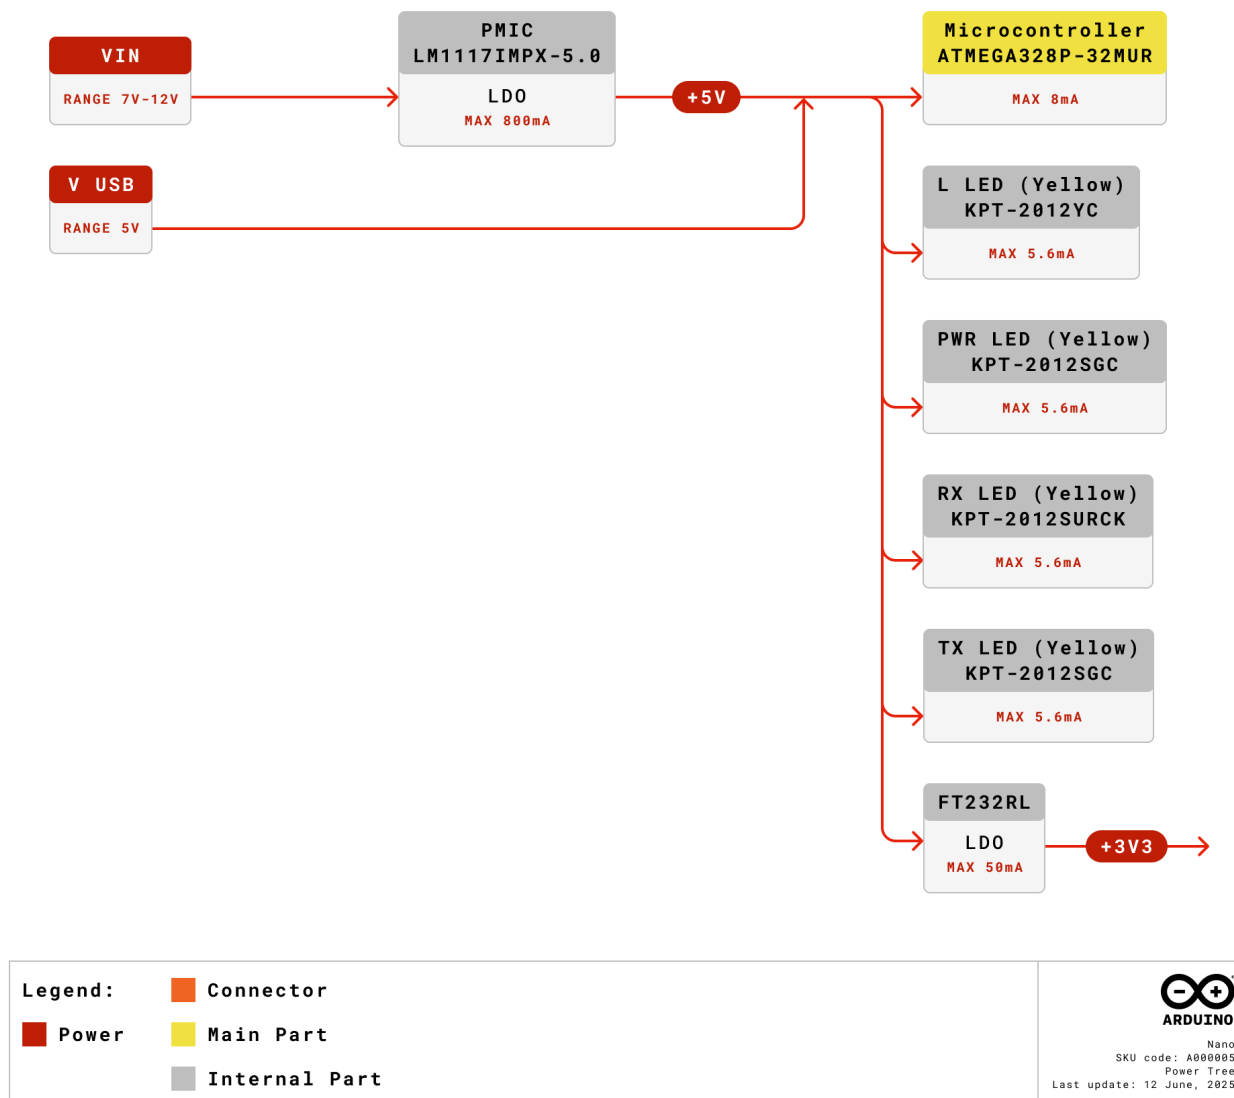 VIN
RANGE 7V-12V
PMIC
LM1117IMPX-5.0
LDO
MAX 800mA
+5V
Microcontroller
ATMEGA328P-32MUR
MAX 8mA
V USB
RANGE 5V
L LED (Yellow)
KPT-2012YC
MAX 5.6mA
PWR LED (Yellow)
KPT-2012SGC
MAX 5.6mA
RX LED (Yellow)
KPT-2012SURCK
MAX 5.6mA
TX LED (Yellow)
KPT-2012SGC
MAX 5.6mA
FT232RL
LDO
MAX 50mA
+3V3
Legend:
Power
Connector
Main Part
Internal Part
ARDUINO
Nano
SKU code: A000005
Power Tree
Last update: 12 June, 2025